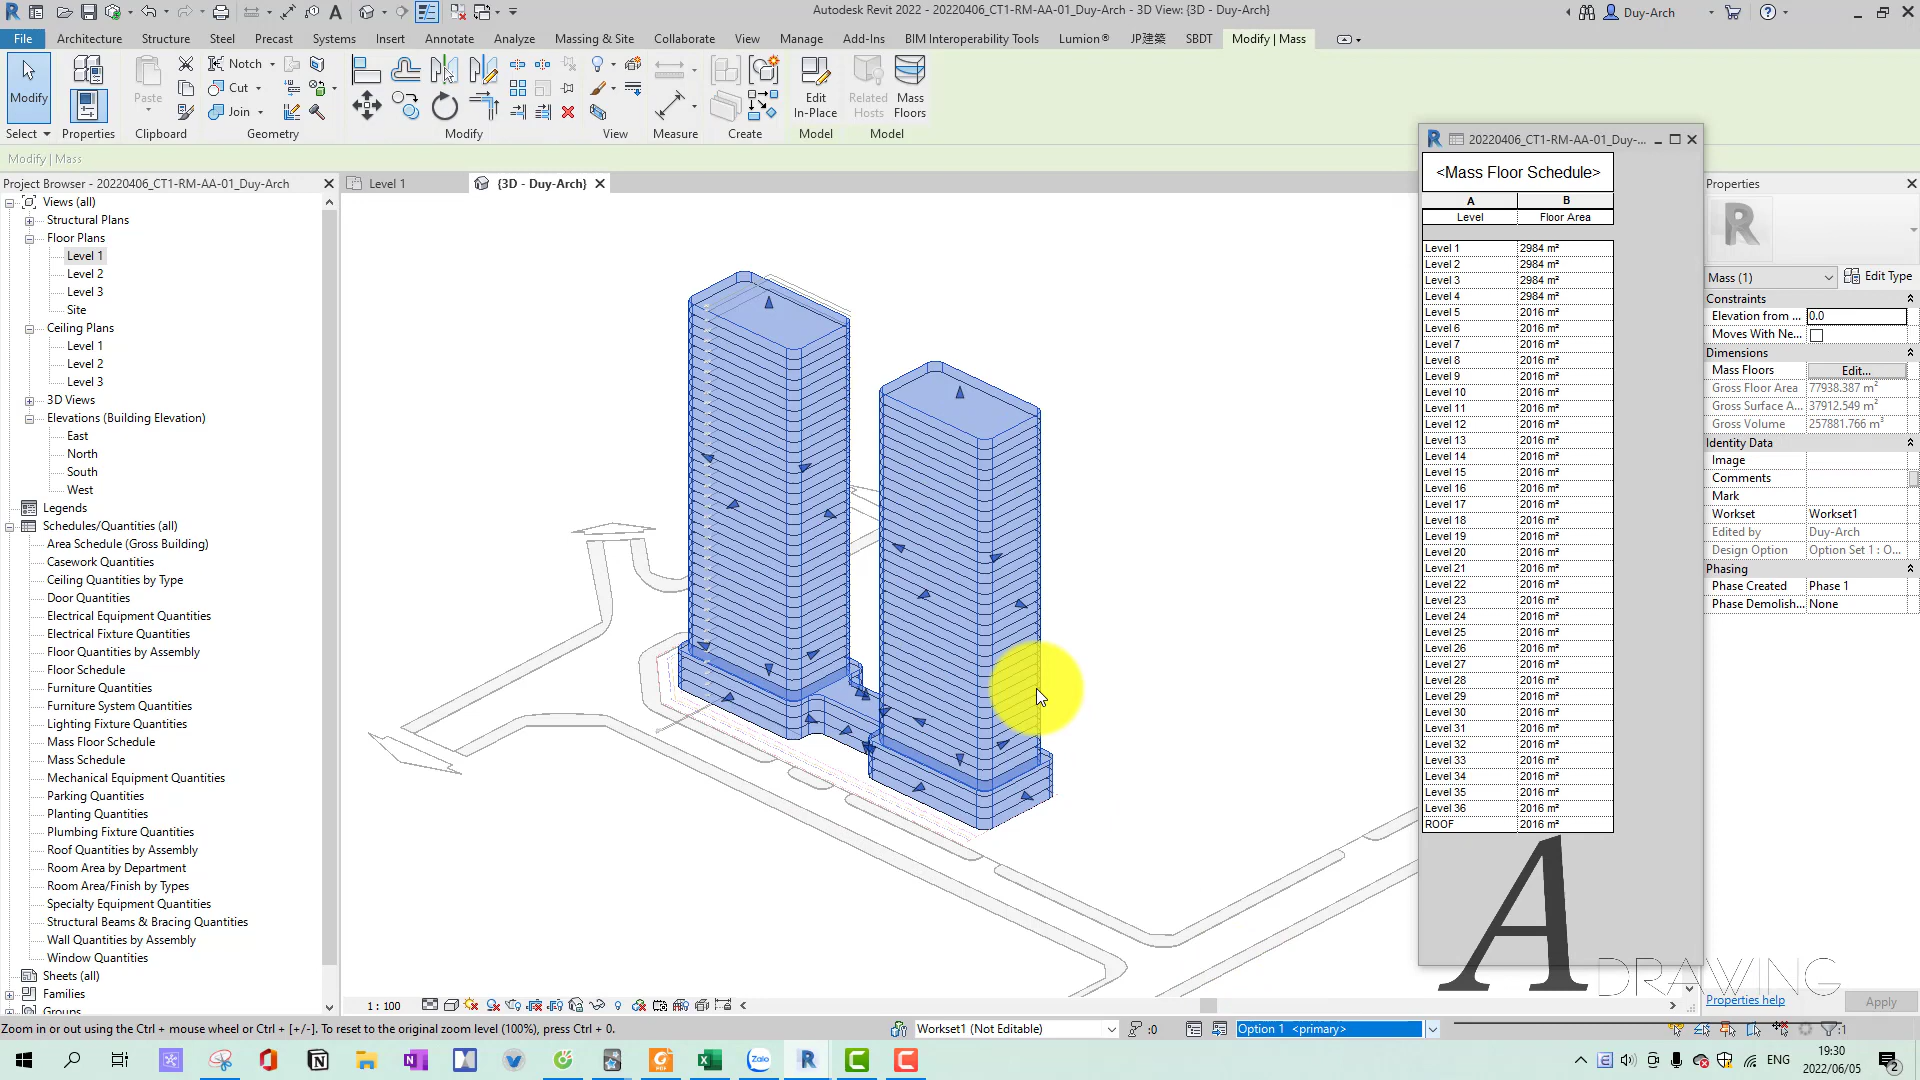 Autodesk Revit 2022 - 20220406_CT1-RM-AA-01_Duy-Arch - 3D View: {3D - Duy-Arch}
Duy-Arch
File Architecture Structure Steel Precast Systems Insert Annotate Analyze Massing & Site Collaborate View Manage Add-Ins BIM Interoperability Tools Lumion® JP建築 SBDT Modify | Mass
Modify
Paste
Notch
Cut
Join
Edit In-Place
Related Hosts
Mass Floors
Select Properties Clipboard Geometry Modify View Measure Create Model Model
Modify | Mass
Project Browser - 20220406_CT1-RM-AA-01_Duy-Arch
Views (all)
Structural Plans
Floor Plans
Level 1
Level 2
Level 3
Site
Ceiling Plans
Level 1
Level 2
Level 3
3D Views
Elevations (Building Elevation)
East
North
South
West
Legends
Schedules/Quantities (all)
Area Schedule (Gross Building)
Casework Quantities
Ceiling Quantities by Type
Door Quantities
Electrical Equipment Quantities
Electrical Fixture Quantities
Floor Quantities by Assembly
Floor Schedule
Furniture Quantities
Furniture System Quantities
Lighting Fixture Quantities
Mass Floor Schedule
Mass Schedule
Mechanical Equipment Quantities
Parking Quantities
Planting Quantities
Plumbing Fixture Quantities
Roof Quantities by Assembly
Room Area by Department
Room Area/Finish by Types
Specialty Equipment Quantities
Structural Beams & Bracing Quantities
Wall Quantities by Assembly
Window Quantities
Sheets (all)
Families
Groups
Level 1
{3D - Duy-Arch}
1 : 100
20220406_CT1-RM-AA-01_Duy-...
<Mass Floor Schedule>
A B
Level Floor Area
Level 1 2984 m²
Level 2 2984 m²
Level 3 2984 m²
Level 4 2984 m²
Level 5 2016 m²
Level 6 2016 m²
Level 7 2016 m²
Level 8 2016 m²
Level 9 2016 m²
Level 10 2016 m²
Level 11 2016 m²
Level 12 2016 m²
Level 13 2016 m²
Level 14 2016 m²
Level 15 2016 m²
Level 16 2016 m²
Level 17 2016 m²
Level 18 2016 m²
Level 19 2016 m²
Level 20 2016 m²
Level 21 2016 m²
Level 22 2016 m²
Level 23 2016 m²
Level 24 2016 m²
Level 25 2016 m²
Level 26 2016 m²
Level 27 2016 m²
Level 28 2016 m²
Level 29 2016 m²
Level 30 2016 m²
Level 31 2016 m²
Level 32 2016 m²
Level 33 2016 m²
Level 34 2016 m²
Level 35 2016 m²
Level 36 2016 m²
ROOF 2016 m²
A DRAWING
Properties
Mass (1)
Edit Type
Constraints
Elevation from ... 0.0
Moves With Ne...
Dimensions
Mass Floors Edit...
Gross Floor Area 77938.387 m²
Gross Surface A... 37912.549 m²
Gross Volume 257881.766 m³
Identity Data
Image
Comments
Mark
Workset Workset1
Edited by Duy-Arch
Design Option Option Set 1 : O...
Phasing
Phase Created Phase 1
Phase Demolish... None
Properties help
Apply
Zoom in or out using the Ctrl + mouse wheel or Ctrl + [+/-]. To reset to the original zoom level (100%), press Ctrl + 0.
Workset1 (Not Editable)
:0
Option 1 <primary>
:1
Zalo
ENG
19:30
2022/06/05
2